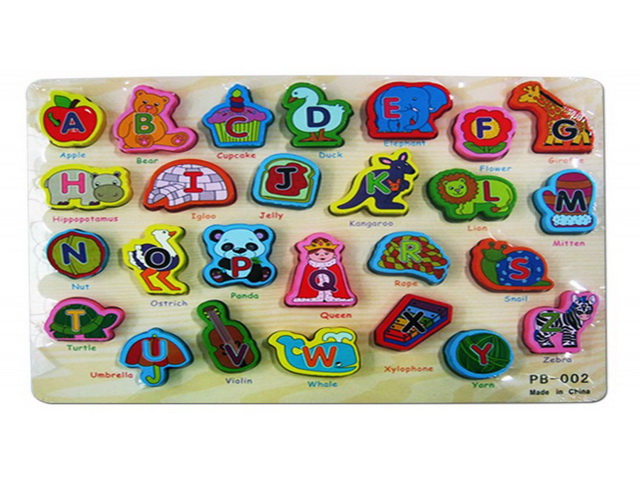 A B C D E F G
Apple Bear Cupcake Duck Elephant Flower Giraffe
H I J K L M
Hippopotamus Igloo Jelly Kangaroo Lion Mitten
N O P Q R S
Nut Ostrich Panda Queen Rope Snail
T U V W X Y Z
Turtle Umbrella Violin Whale Xylophone Yarn Zebra
PB-002
Made in China